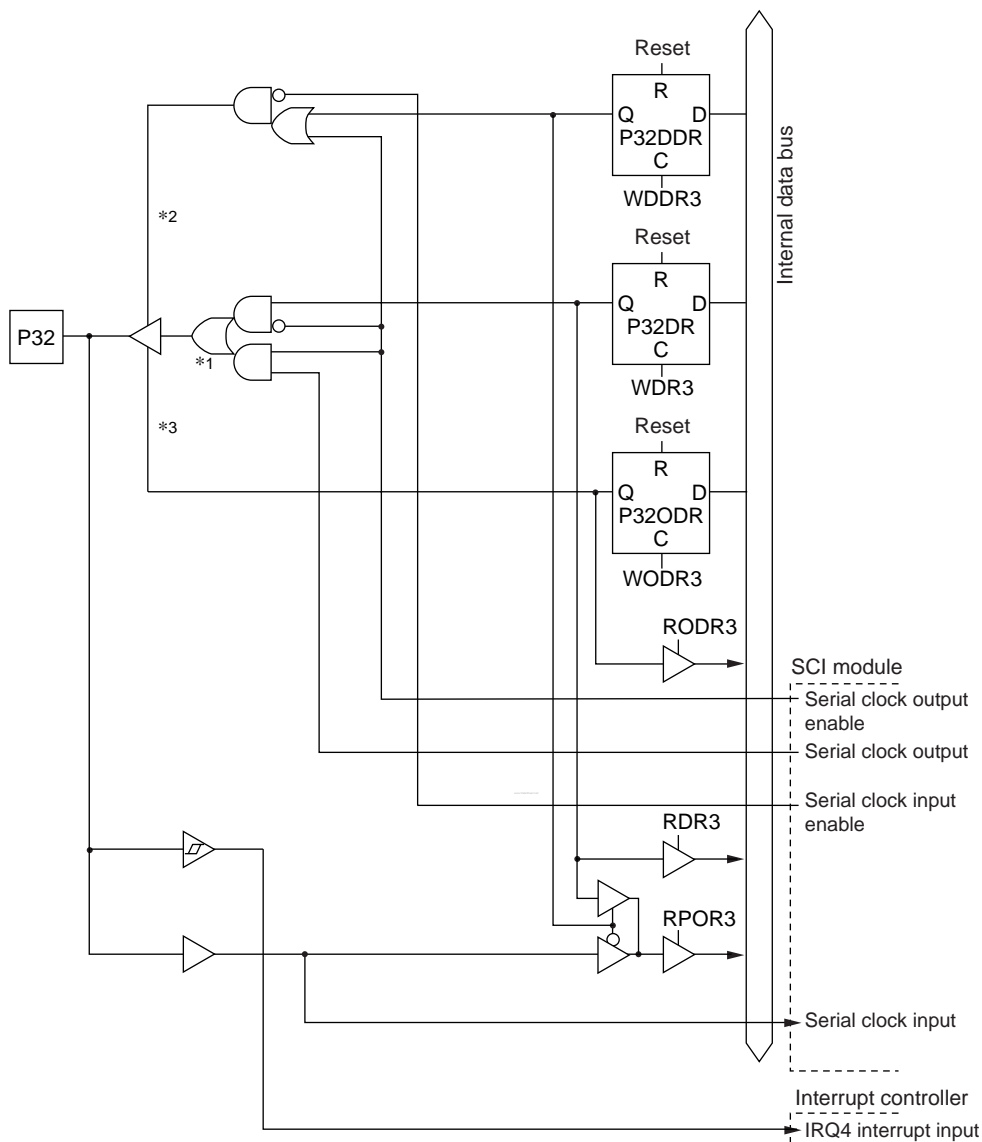 Reset
R
Q D
P32DDR
C
WDDR3
Internal data bus
*2
Reset
R
Q D
P32DR
C
WDR3
P32
*1
*3
Reset
R
Q D
P32ODR
C
WODR3
RODR3
SCI module
Serial clock output
enable
Serial clock output
Serial clock input
enable
RDR3
RPOR3
Serial clock input
Interrupt controller
IRQ4 interrupt input